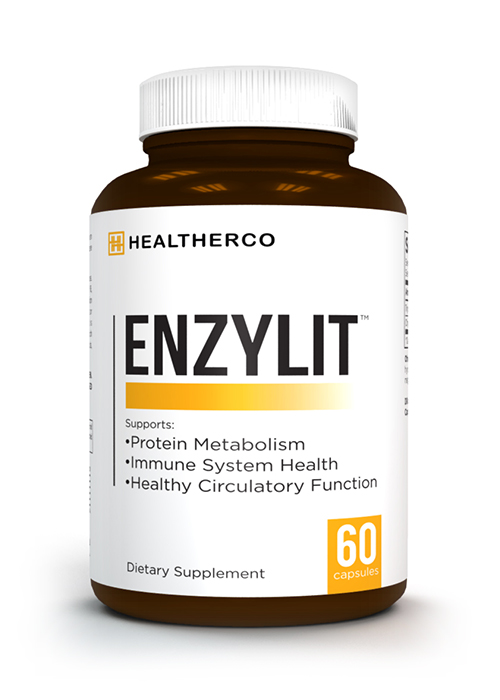 HEALTHERCO
ENZYLIT™
Supports:
•Protein Metabolism
•Immune System Health
•Healthy Circulatory Function
60
capsules
Dietary Supplement